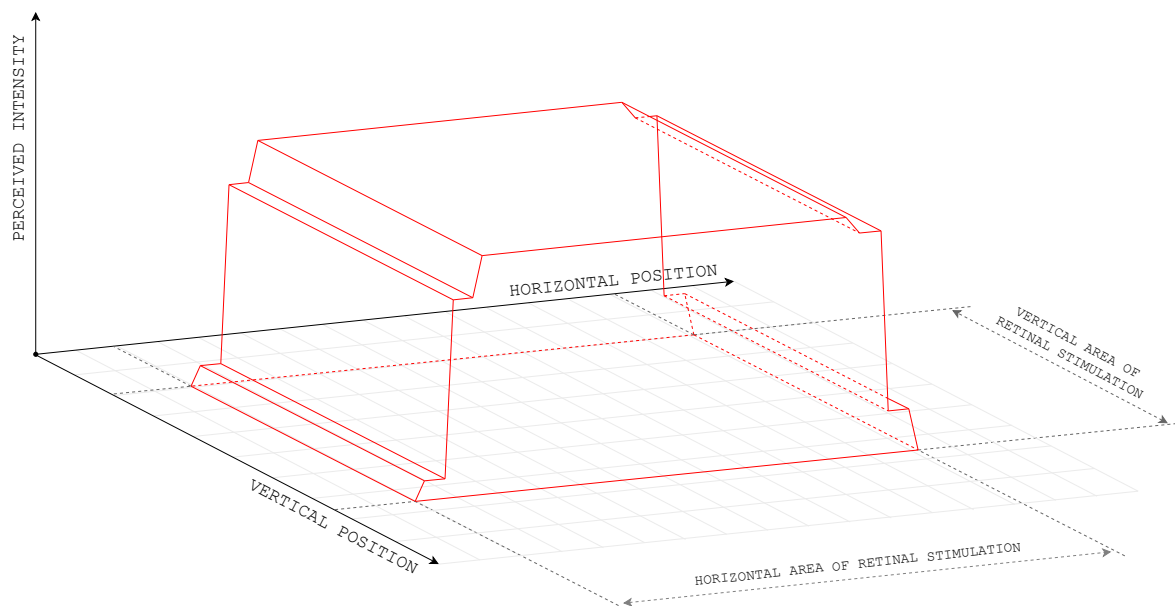 PERCEIVED INTENSITY
HORIZONTAL POSITION
VERTICAL AREA OF
RETINAL STIMULATION
VERTICAL POSITION
HORIZONTAL AREA OF RETINAL STIMULATION